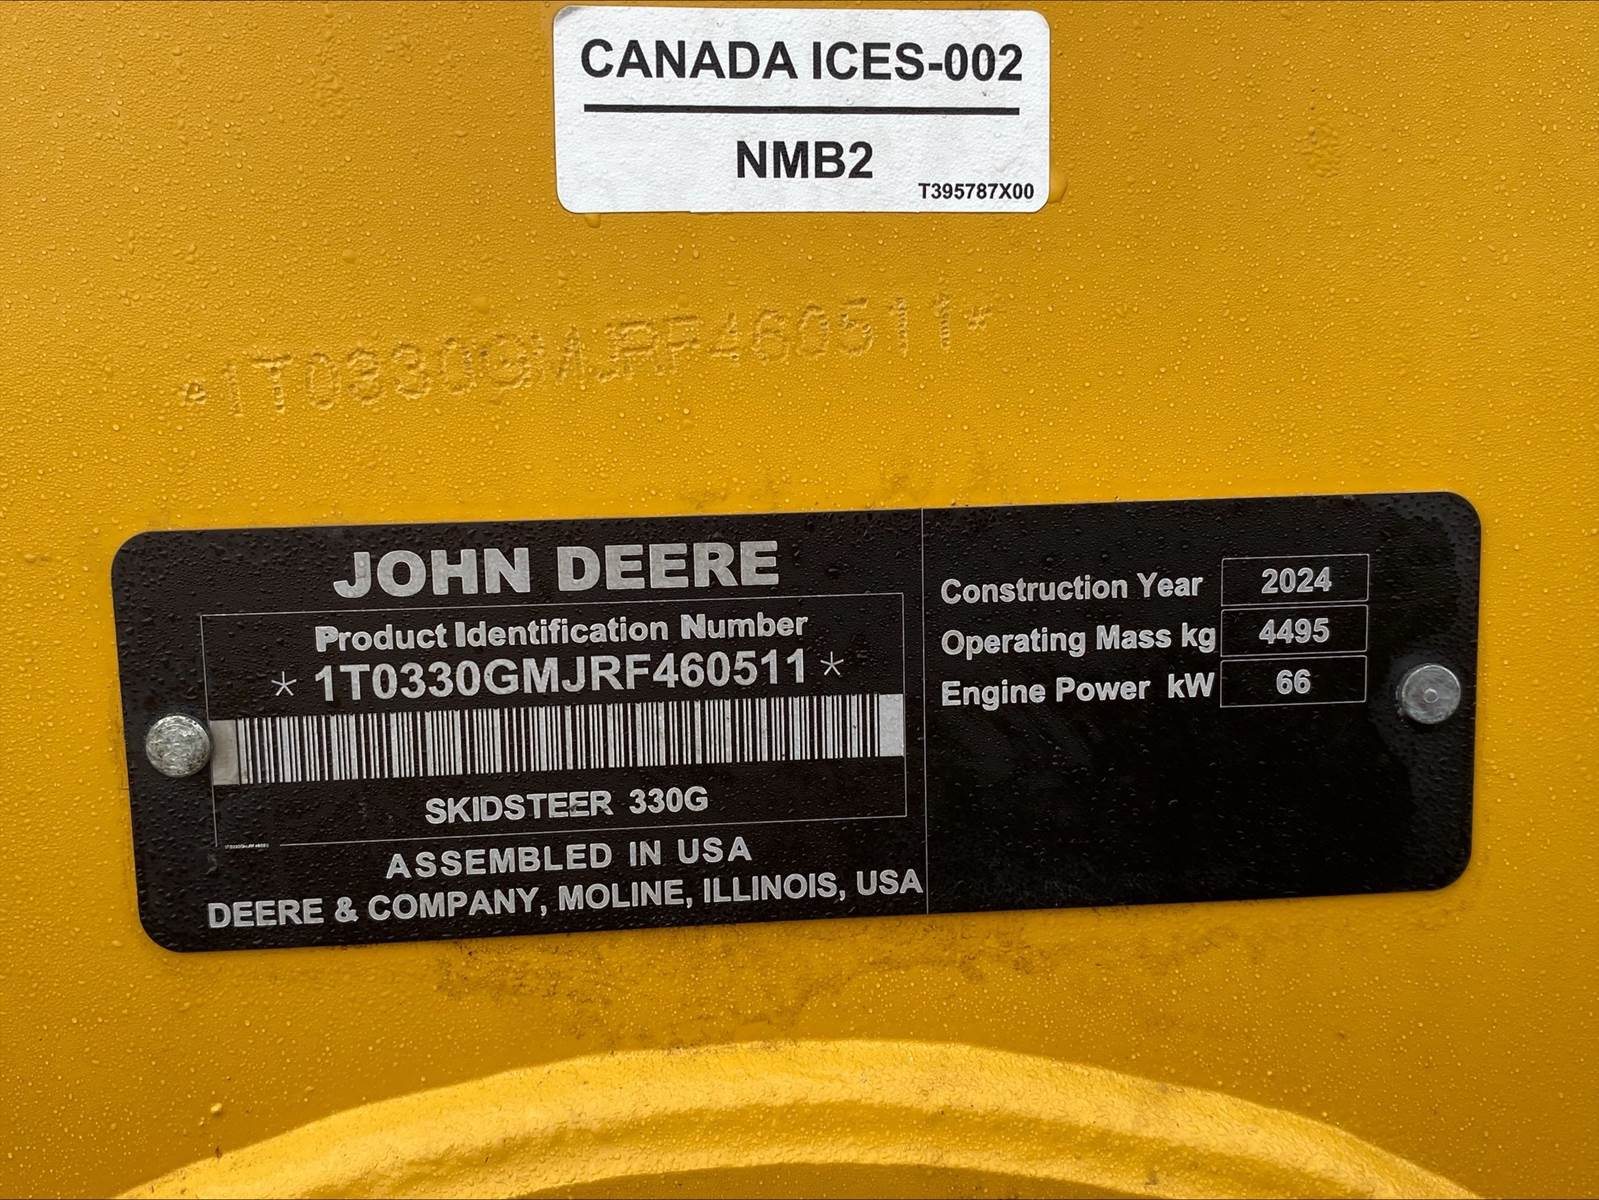 CANADA ICES-002
NMB2
T395787X00
*1T0330GMJRF460511*
JOHN DEERE
Product Identification Number
* 1T0330GMJRF460511 *
SKIDSTEER 330G
ASSEMBLED IN USA
DEERE & COMPANY, MOLINE, ILLINOIS, USA
Construction Year 2024
Operating Mass kg 4495
Engine Power kW 66